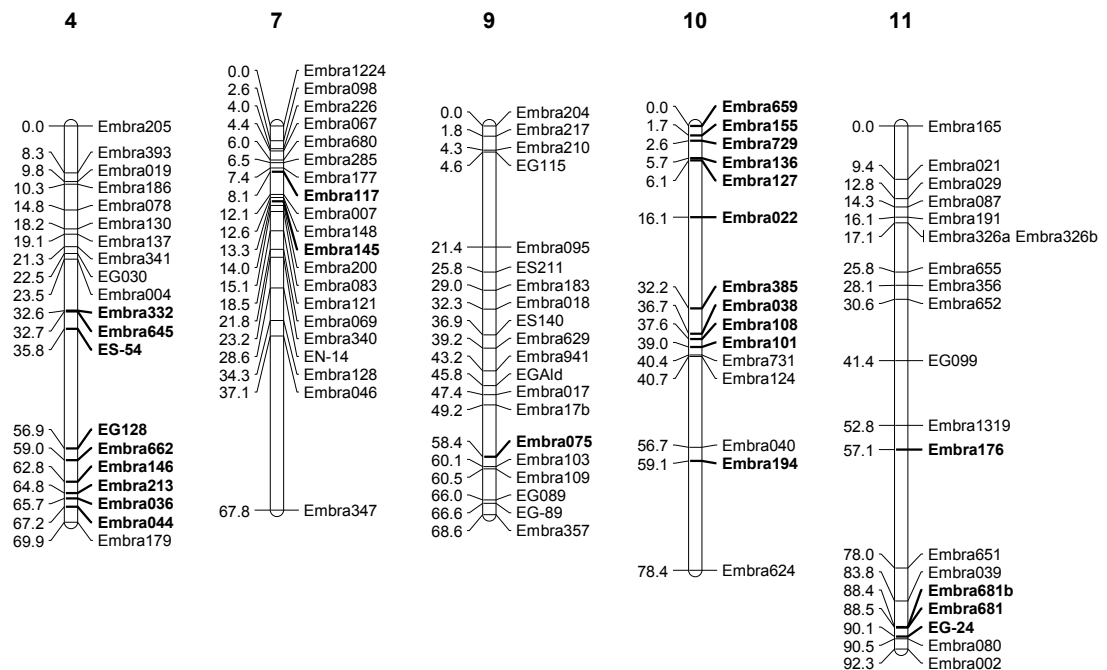 4
0.0 Embra205
8.3 Embra393
9.8 Embra019
10.3 Embra186
14.8 Embra078
18.2 Embra130
19.1 Embra137
21.3 Embra341
22.5 EG030
23.5 Embra004
32.6 Embra332
32.7 Embra645
35.8 ES-54
56.9 EG128
59.0 Embra662
62.8 Embra146
64.8 Embra213
65.7 Embra036
67.2 Embra044
69.9 Embra179
7
0.0 Embra1224
2.6 Embra098
4.0 Embra226
4.4 Embra067
6.0 Embra680
6.5 Embra285
7.4 Embra177
8.1 Embra117
12.1 Embra007
12.6 Embra148
13.3 Embra145
14.0 Embra200
15.1 Embra083
18.5 Embra121
21.8 Embra069
23.2 Embra340
28.6 EN-14
34.3 Embra128
37.1 Embra046
67.8 Embra347
9
0.0 Embra204
1.8 Embra217
4.3 Embra210
4.6 EG115
21.4 Embra095
25.8 ES211
29.0 Embra183
32.3 Embra018
36.9 ES140
39.2 Embra629
43.2 Embra941
45.8 EGAld
47.4 Embra017
49.2 Embra17b
58.4 Embra075
60.1 Embra103
60.5 Embra109
66.0 EG089
66.6 EG-89
68.6 Embra357
10
0.0 Embra659
1.7 Embra155
2.6 Embra729
5.7 Embra136
6.1 Embra127
16.1 Embra022
32.2 Embra385
36.7 Embra038
37.6 Embra108
39.0 Embra101
40.4 Embra731
40.7 Embra124
56.7 Embra040
59.1 Embra194
78.4 Embra624
11
0.0 Embra165
9.4 Embra021
12.8 Embra029
14.3 Embra087
16.1 Embra191
17.1 Embra326a Embra326b
25.8 Embra655
28.1 Embra356
30.6 Embra652
41.4 EG099
52.8 Embra1319
57.1 Embra176
78.0 Embra651
83.8 Embra039
88.4 Embra681b
88.5 Embra681
90.1 EG-24
90.5 Embra080
92.3 Embra002